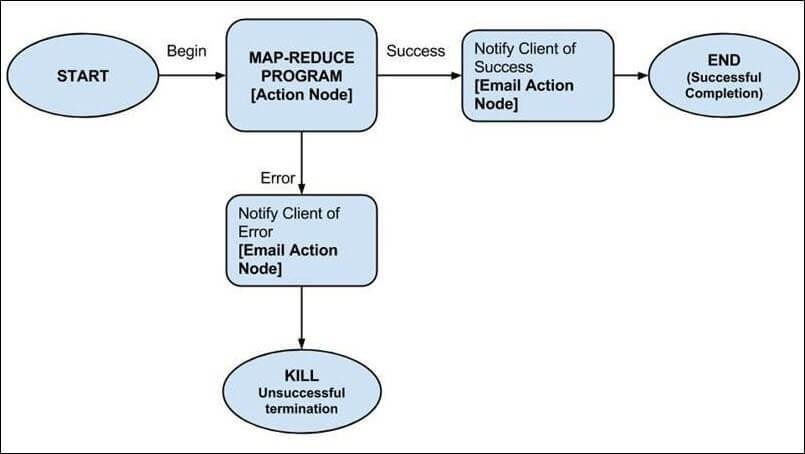 START
Begin
MAP-REDUCE
PROGRAM
[Action Node]
Success
Notify Client of
Success
[Email Action
Node]
END
(Successful
Completion)
Error
Notify Client of
Error
[Email Action
Node]
KILL
Unsuccessful
termination